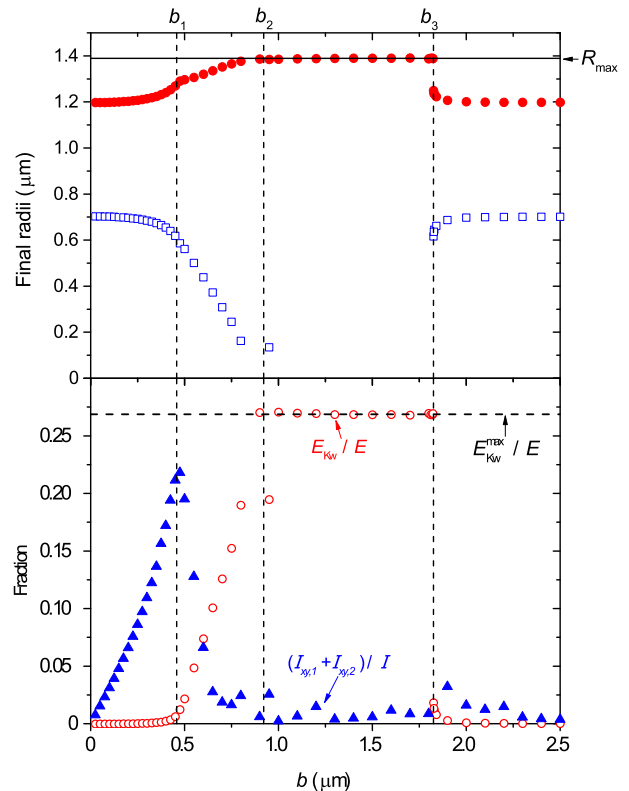 b1 b2 b3
1.4
Rmax
1.2
1.0
0.8
0.6
0.4
0.2
0
Final radii (μm)
0.25
0.20
0.15
0.10
0.05
0
Fraction
EKw / E
EKwmax / E
(Ixy,1 + Ixy,2) / I
0 0.5 1.0 1.5 2.0 2.5
b (μm)